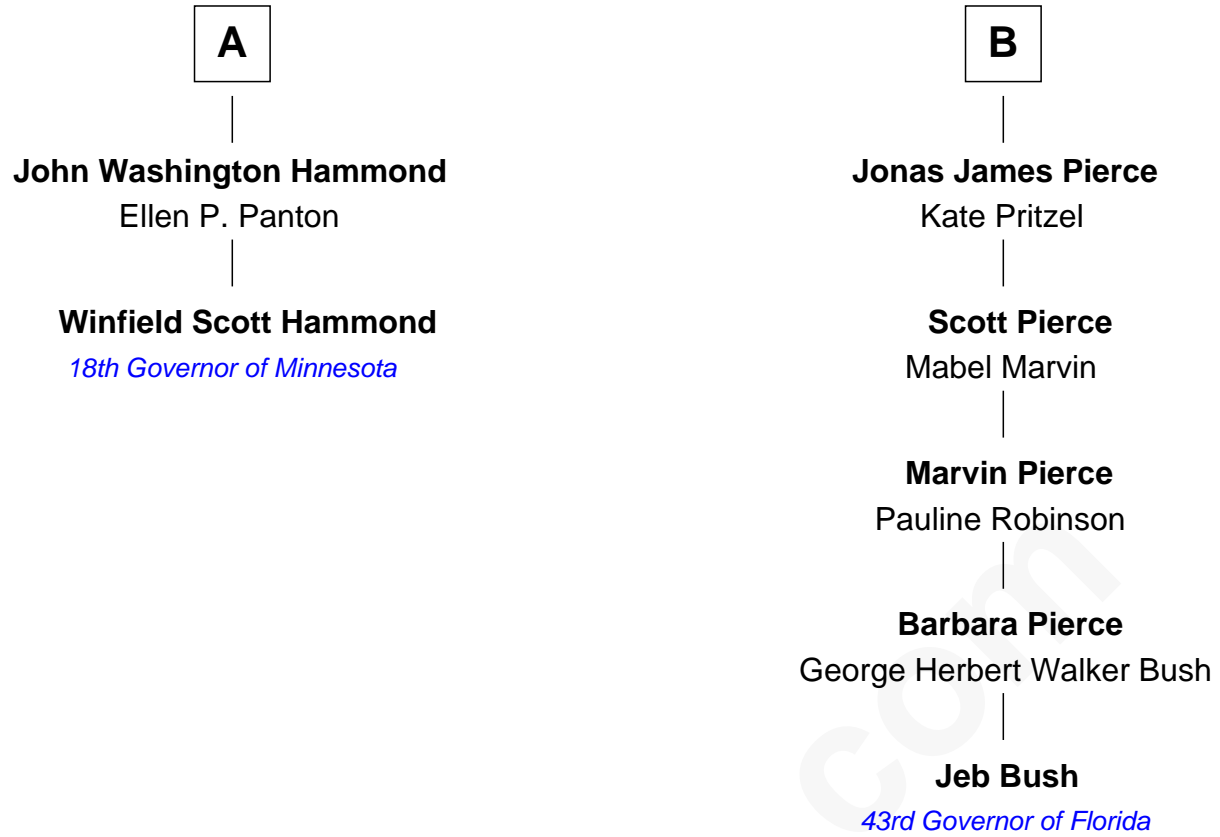 A
John Washington Hammond
Ellen P. Panton
Winfield Scott Hammond
18th Governor of Minnesota
B
Jonas James Pierce
Kate Pritzel
Scott Pierce
Mabel Marvin
Marvin Pierce
Pauline Robinson
Barbara Pierce
George Herbert Walker Bush
Jeb Bush
43rd Governor of Florida
com